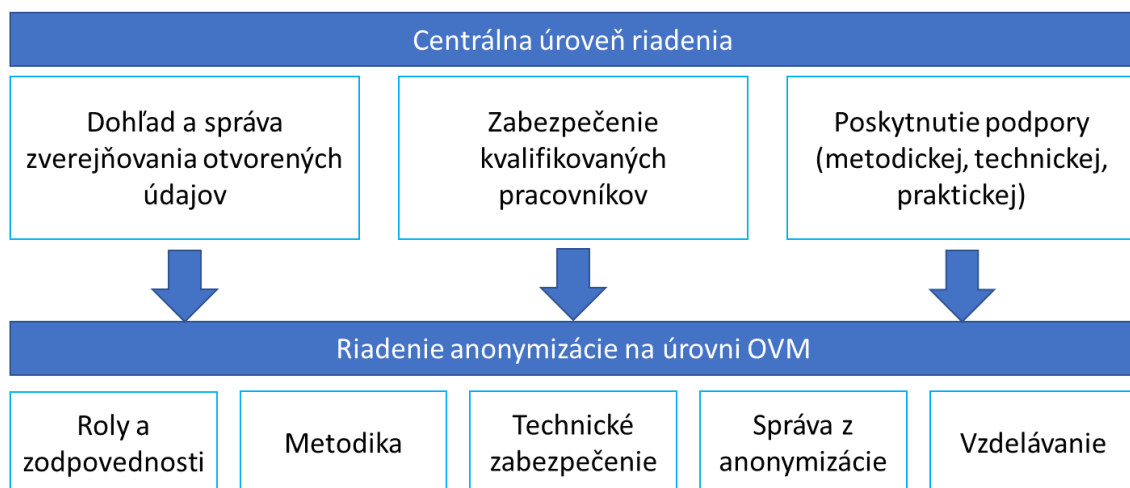 Centrálna úroveň riadenia
Dohľad a správa
zverejňovania otvorených
údajov
Zabezpečenie
kvalifikovaných
pracovníkov
Poskytnutie podpory
(metodickej, technickej,
praktickej)
Riadenie anonymizácie na úrovni OVM
Roly a
zodpovednosti
Metodika
Technické
zabezpečenie
Správa z
anonymizácie
Vzdelávanie